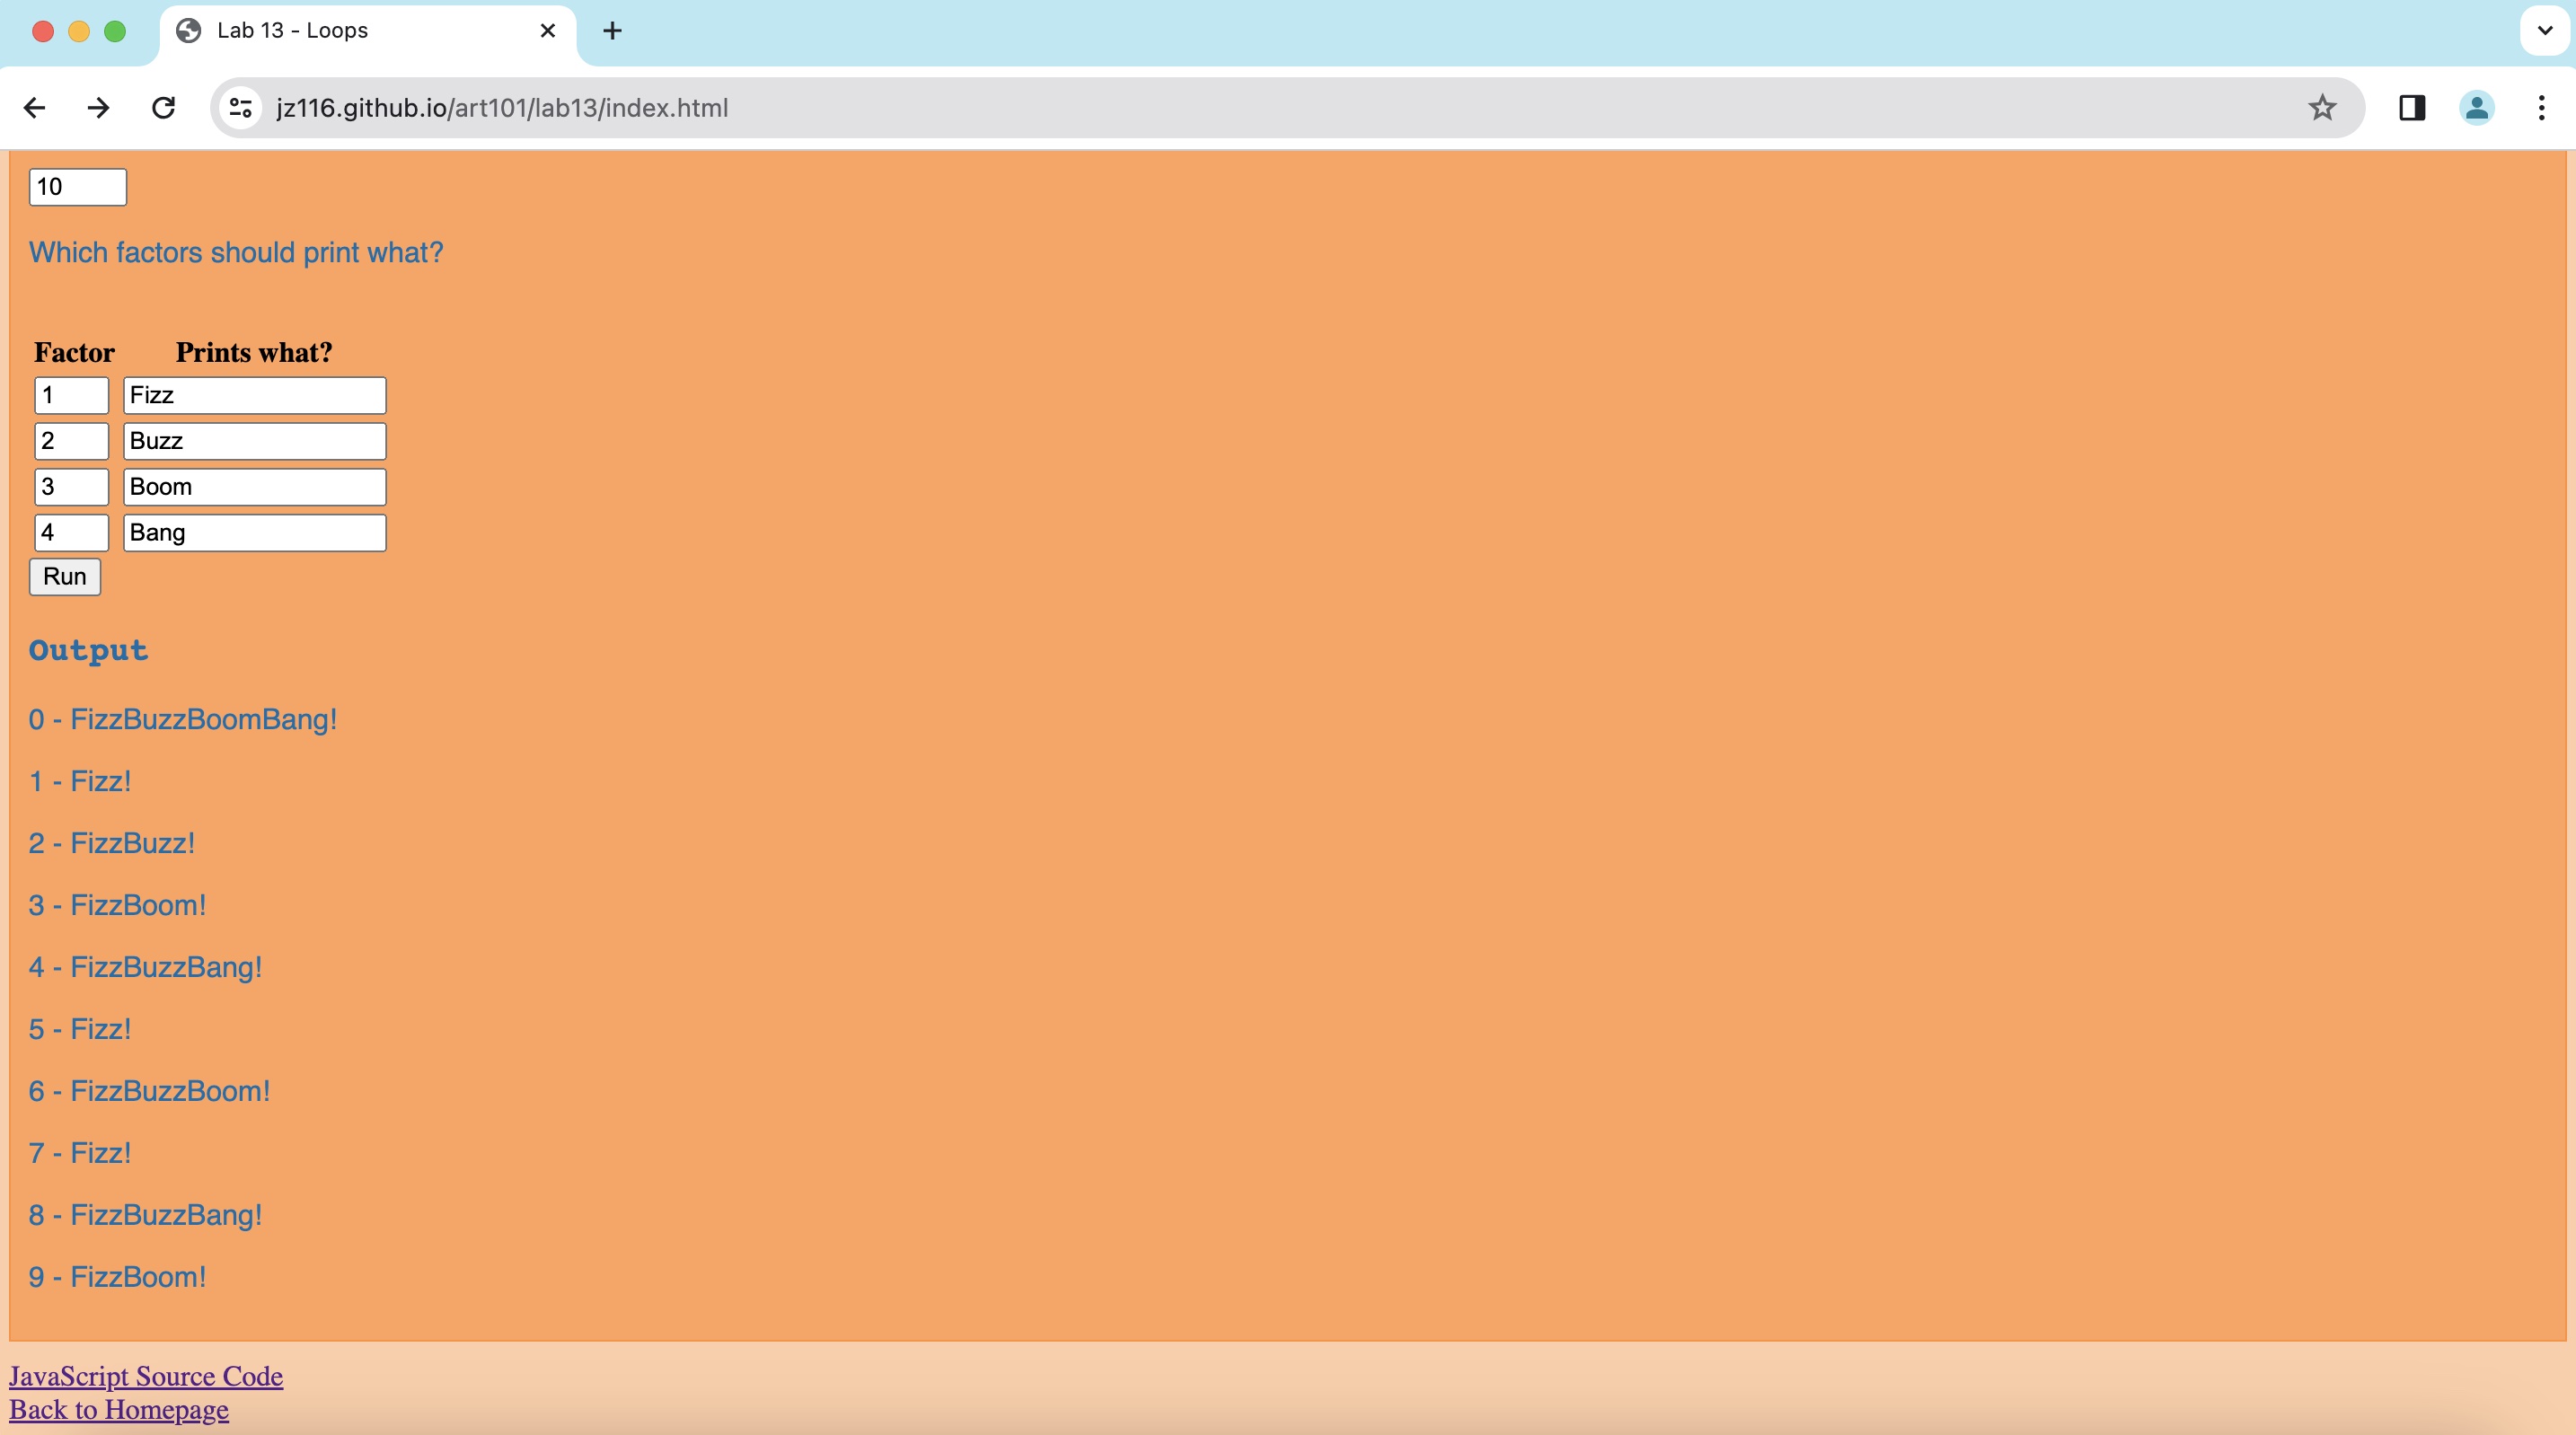 Lab 13 - Loops
jz116.github.io/art101/lab13/index.html
10
Which factors should print what?
Factor Prints what?
1 Fizz
2 Buzz
3 Boom
4 Bang
Run
Output
0 - FizzBuzzBoomBang!
1 - Fizz!
2 - FizzBuzz!
3 - FizzBoom!
4 - FizzBuzzBang!
5 - Fizz!
6 - FizzBuzzBoom!
7 - Fizz!
8 - FizzBuzzBang!
9 - FizzBoom!
JavaScript Source Code
Back to Homepage